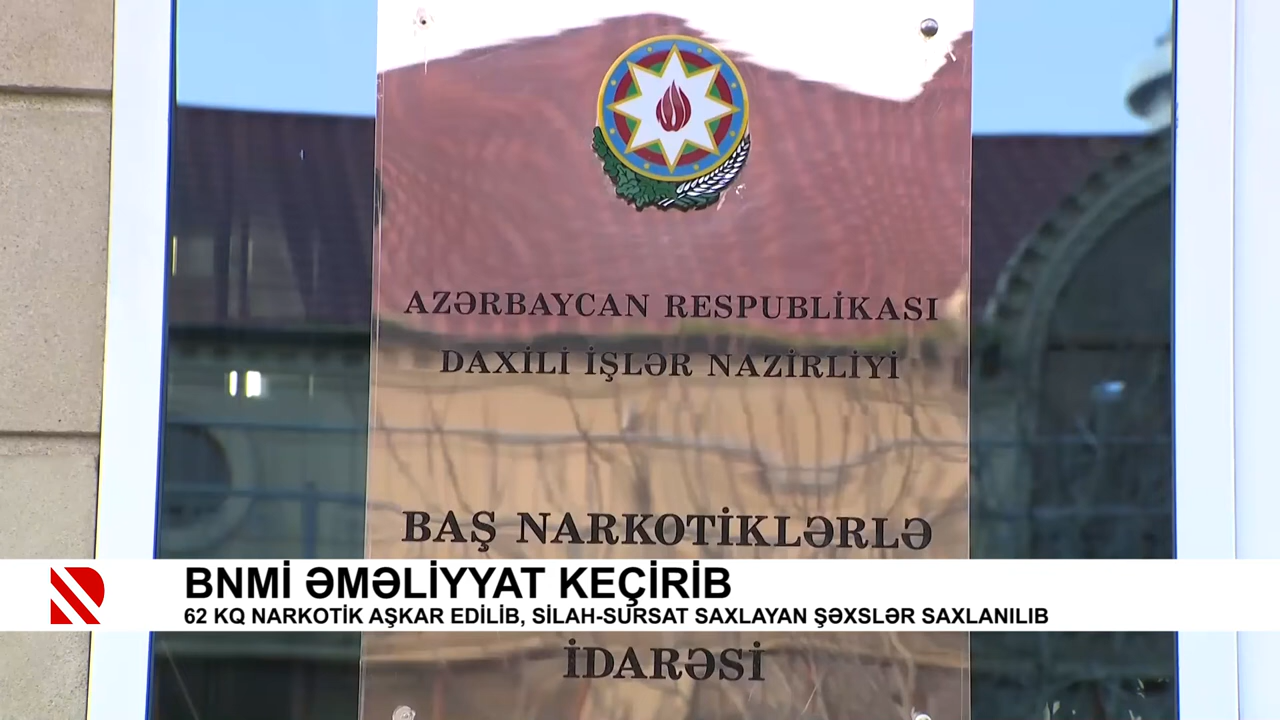 AZƏRBAYCAN RESPUBLİKASI
DAXİLİ İŞLƏR NAZİRLİYİ
BAŞ NARKOTİKLƏRLƏ
BNMİ ƏMƏLİYYAT KEÇİRİB
62 KQ NARKOTİK AŞKAR EDİLİB, SİLAH-SURSAT SAXLAYAN ŞƏXSLƏR SAXLANILIB
İDARƏSİ